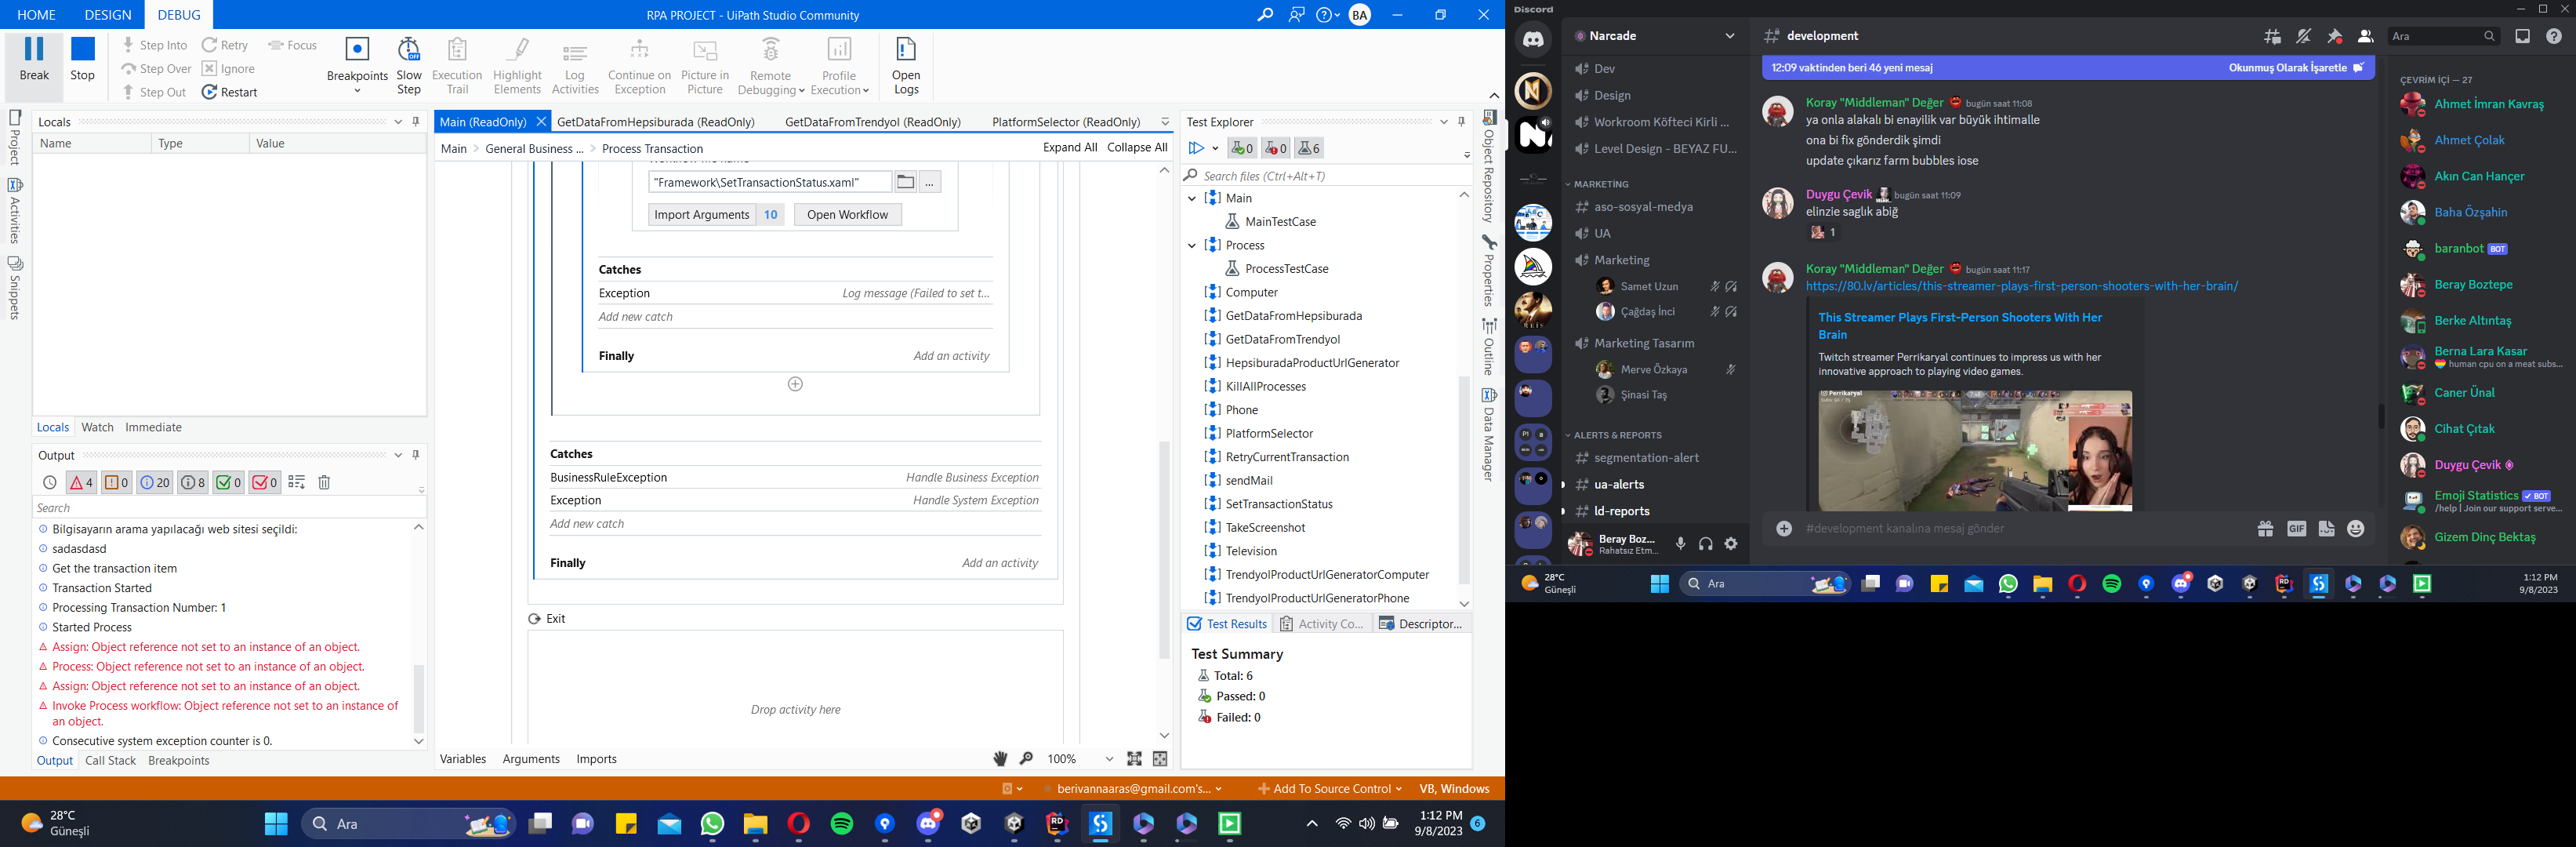 HOME DESIGN DEBUG
RPA PROJECT - UiPath Studio Community
BA
Break
Stop
Step Into
Step Over
Step Out
Retry
Ignore
Restart
Focus
Breakpoints
Slow Step
Execution Trail
Highlight Elements
Log Activities
Continue on Exception
Picture in Picture
Remote Debugging
Profile Execution
Open Logs
Project
Activities
Snippets
Locals
Name Type Value
Locals Watch Immediate
Output
4 0 20 8 0 0
Search
Bilgisayarın arama yapılacağı web sitesi seçildi:
sadasdasd
Get the transaction item
Transaction Started
Processing Transaction Number: 1
Started Process
Assign: Object reference not set to an instance of an object.
Process: Object reference not set to an instance of an object.
Assign: Object reference not set to an instance of an object.
Invoke Process workflow: Object reference not set to an instance of
an object.
Consecutive system exception counter is 0.
Output Call Stack Breakpoints
Main (ReadOnly) GetDataFromHepsiburada (ReadOnly) GetDataFromTrendyol (ReadOnly) PlatformSelector (ReadOnly)
Main > General Business ... > Process Transaction
Expand All Collapse All
Workflow file name
"Framework\SetTransactionStatus.xaml"
...
Import Arguments 10 Open Workflow
Catches
Exception Log message (Failed to set t...
Add new catch
Finally Add an activity
Catches
BusinessRuleException Handle Business Exception
Exception Handle System Exception
Add new catch
Finally Add an activity
Exit
Drop activity here
Variables Arguments Imports
100%
Test Explorer
0 0 6
Search files (Ctrl+Alt+T)
Main
MainTestCase
Process
ProcessTestCase
Computer
GetDataFromHepsiburada
GetDataFromTrendyol
HepsiburadaProductUrlGenerator
KillAllProcesses
Phone
PlatformSelector
RetryCurrentTransaction
sendMail
SetTransactionStatus
TakeScreenshot
Television
TrendyolProductUrlGeneratorComputer
TrendyolProductUrlGeneratorPhone
Test Results Activity Co... Descriptor...
Test Summary
Total: 6
Passed: 0
Failed: 0
Object Repository
Properties
Outline
Data Manager
berivannaaras@gmail.com's...
Add To Source Control
VB, Windows
28°C
Güneşli
Ara
1:12 PM
9/8/2023
6
Discord
Narcade
Dev
Design
Workroom Köfteci Kirli ...
Level Design - BEYAZ FU...
MARKETİNG
aso-sosyal-medya
UA
Marketing
Samet Uzun
Çağdaş İnci
Marketing Tasarım
Merve Özkaya
Şinasi Taş
ALERTS & REPORTS
segmentation-alert
ua-alerts
ld-reports
Beray Boz...
Rahatsız Etm...
development
Ara
12:09 vaktinden beri 46 yeni mesaj
Okunmuş Olarak İşaretle
Koray "Middleman" Değer bugün saat 11:08
ya onla alakalı bi enayilik var büyük ihtimalle
ona bi fix gönderdik şimdi
update çıkarız farm bubbles iose
Duygu Çevik bugün saat 11:09
elinzie saglık abiğ
1
Koray "Middleman" Değer bugün saat 11:17
https://80.lv/articles/this-streamer-plays-first-person-shooters-with-her-brain/
This Streamer Plays First-Person Shooters With Her
Brain
Twitch streamer Perrikaryal continues to impress us with her
innovative approach to playing video games.
Perrikaryal
#development kanalına mesaj gönder
GIF
ÇEVRİM İÇİ — 27
Ahmet İmran Kavraş
Ahmet Çolak
Akın Can Hançer
Baha Özşahin
baranbot BOT
Beray Boztepe
Berke Altıntaş
Berna Lara Kasar
human cpu on a meat subs...
Caner Ünal
Cihat Çıtak
Duygu Çevik
Emoji Statistics BOT
/help | Join our support serve...
Gizem Dinç Bektaş
28°C
Güneşli
Ara
1:12 PM
9/8/2023